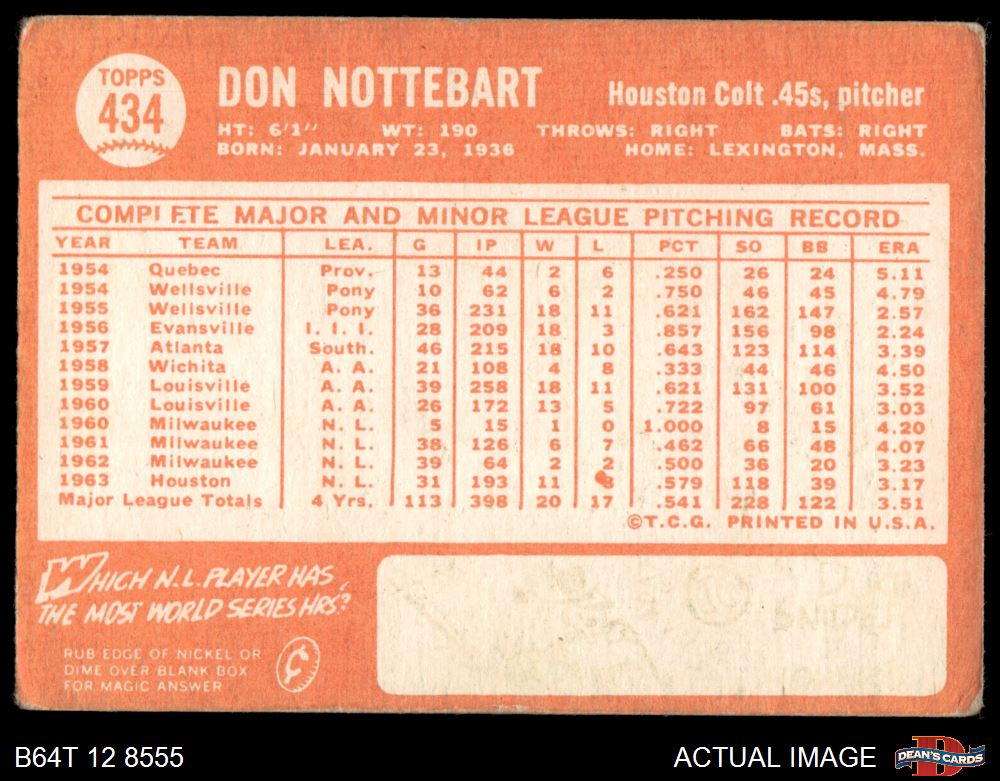 TOPPS
434
DON NOTTEBART
Houston Colt .45s, pitcher
HT: 6'1" WT: 190 THROWS: RIGHT BATS: RIGHT
BORN: JANUARY 23, 1936 HOME: LEXINGTON, MASS.
COMPLETE MAJOR AND MINOR LEAGUE PITCHING RECORD
YEAR TEAM LEA. G IP W L PCT SO BB ERA
1954 Quebec Prov. 13 44 2 6 .250 26 24 5.11
1954 Wellsville Pony 10 62 6 2 .750 46 45 4.79
1955 Wellsville Pony 36 231 18 11 .621 162 147 2.57
1956 Evansville I. I. I. 28 209 18 3 .857 156 98 2.24
1957 Atlanta South. 46 215 18 10 .643 123 114 3.39
1958 Wichita A. A. 21 108 4 8 .333 44 46 4.50
1959 Louisville A. A. 39 258 18 11 .621 131 100 3.52
1960 Louisville A. A. 26 172 13 5 .722 97 61 3.03
1960 Milwaukee N. L. 5 15 1 0 1.000 8 15 4.20
1961 Milwaukee N. L. 38 126 6 7 .462 66 48 4.07
1962 Milwaukee N. L. 39 64 2 2 .500 36 20 3.23
1963 Houston N. L. 31 193 11 8 .579 118 39 3.17
Major League Totals 4 Yrs. 113 398 20 17 .541 228 122 3.51
©T.C.G. PRINTED IN U.S.A.
WHICH N.L. PLAYER HAS
THE MOST WORLD SERIES HRS?
RUB EDGE OF NICKEL OR
DIME OVER BLANK BOX
FOR MAGIC ANSWER
¢
B64T 12 8555
ACTUAL IMAGE
DEAN'S CARDS